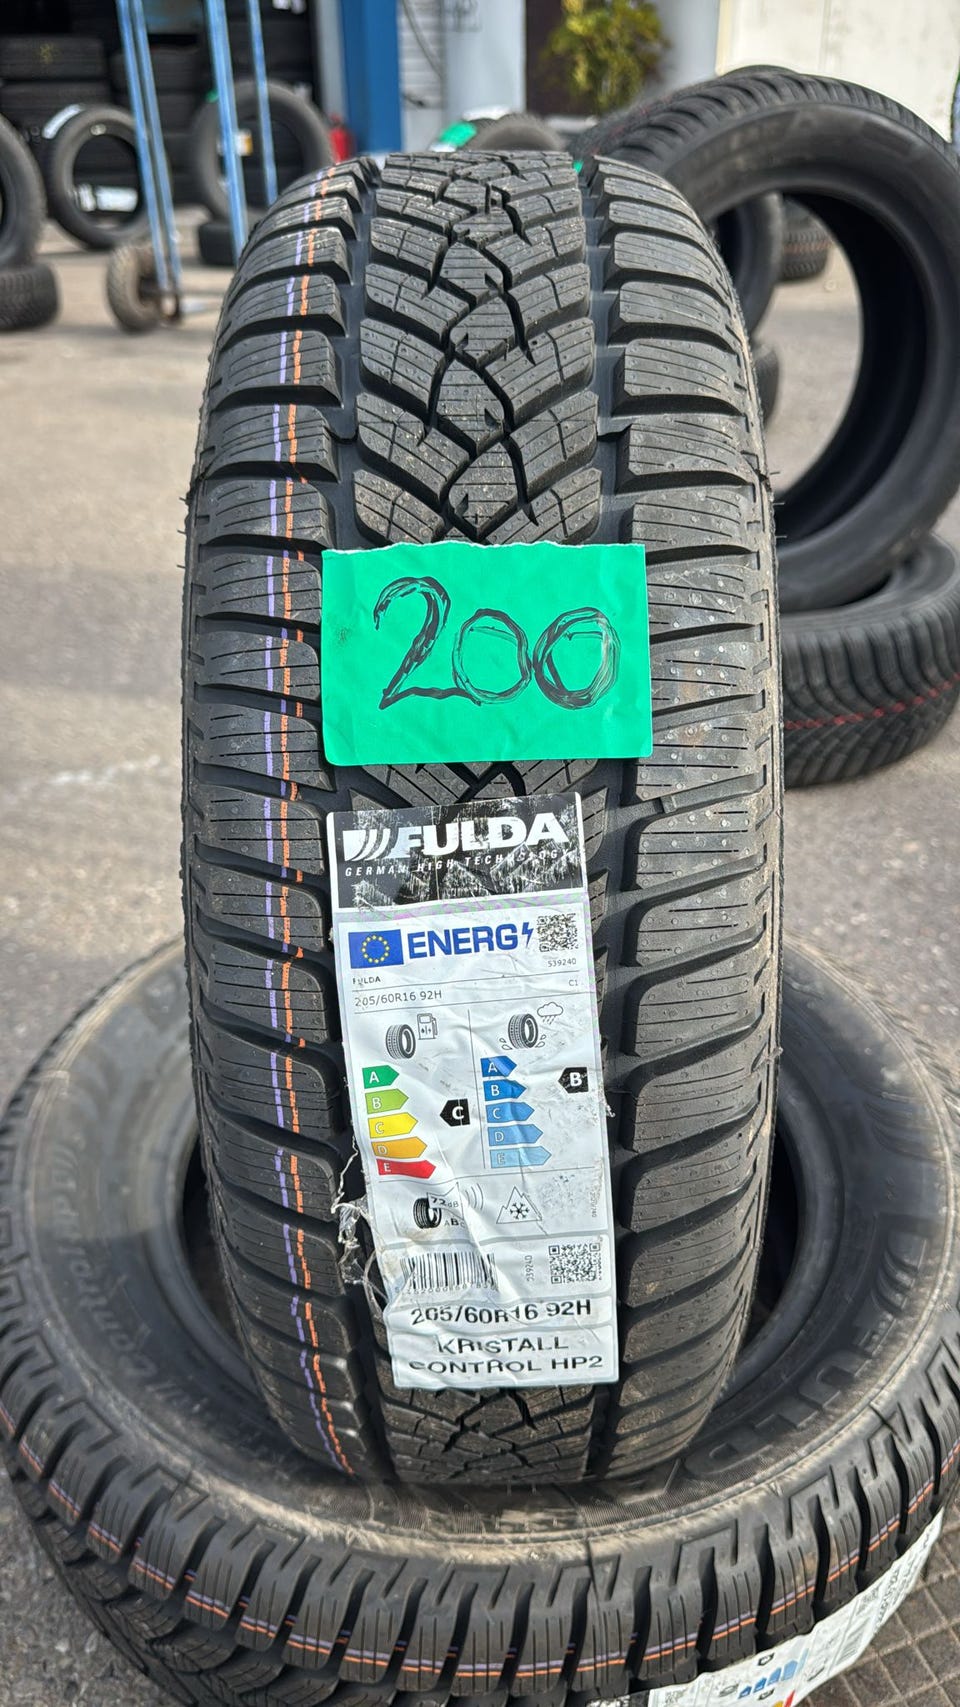 200
FULDA
GERMAN HIGH TECHNOLOGY
ENERG
539240
FULDA
C1
205/60R16 92H
A
B
C
D
E
C
A
B
C
D
E
B
72dB
ABC
539240
205/60R16 92H
KRISTALL
CONTROL HP2